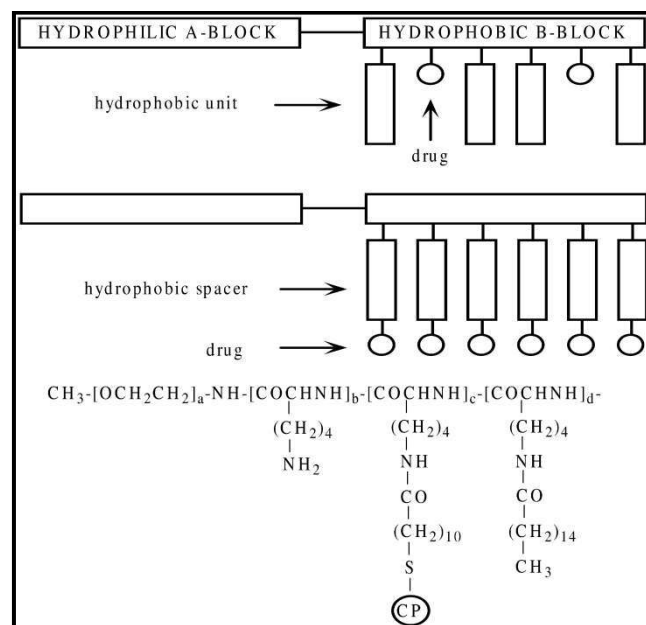 HYDROPHILIC A-BLOCK HYDROPHOBIC B-BLOCK
hydrophobic unit
drug
hydrophobic spacer
drug
CH₃-[OCH₂CH₂]ₐ-NH-[COCHNH]b-[COCHNH]c-[COCHNH]d-
(CH₂)₄ (CH₂)₄ (CH₂)₄
NH₂ NH NH
CO CO
(CH₂)₁₀ (CH₂)₁₄
S CH₃
CP